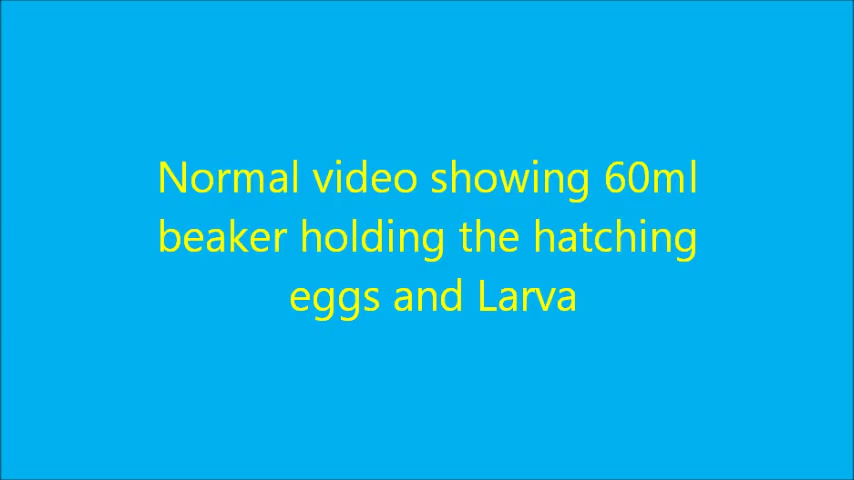 Normal video showing 60ml
beaker holding the hatching
eggs and Larva